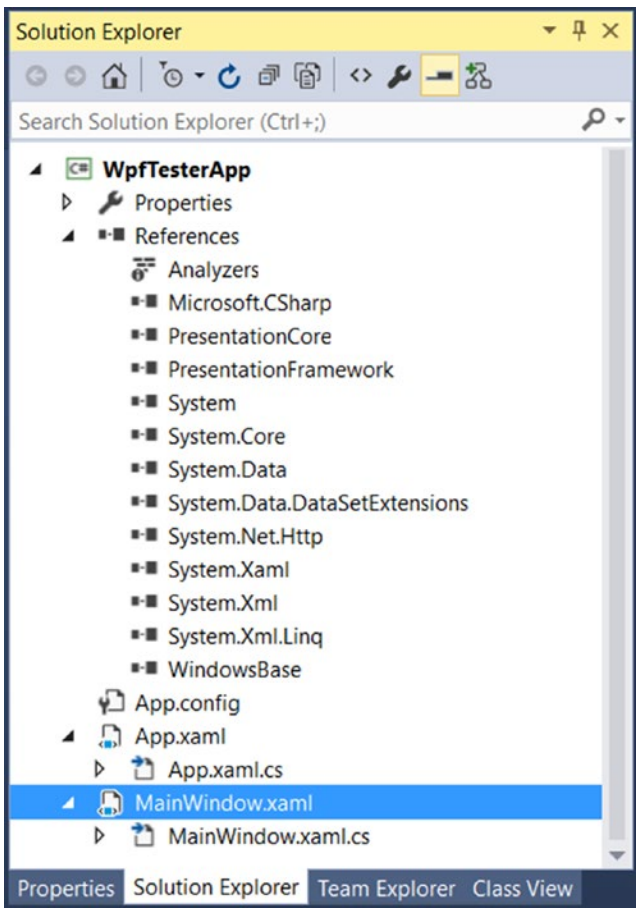 Solution Explorer
Search Solution Explorer (Ctrl+;)
C# WpfTesterApp
Properties
References
Analyzers
Microsoft.CSharp
PresentationCore
PresentationFramework
System
System.Core
System.Data
System.Data.DataSetExtensions
System.Net.Http
System.Xaml
System.Xml
System.Xml.Linq
WindowsBase
App.config
App.xaml
App.xaml.cs
MainWindow.xaml
MainWindow.xaml.cs
Properties Solution Explorer Team Explorer Class View